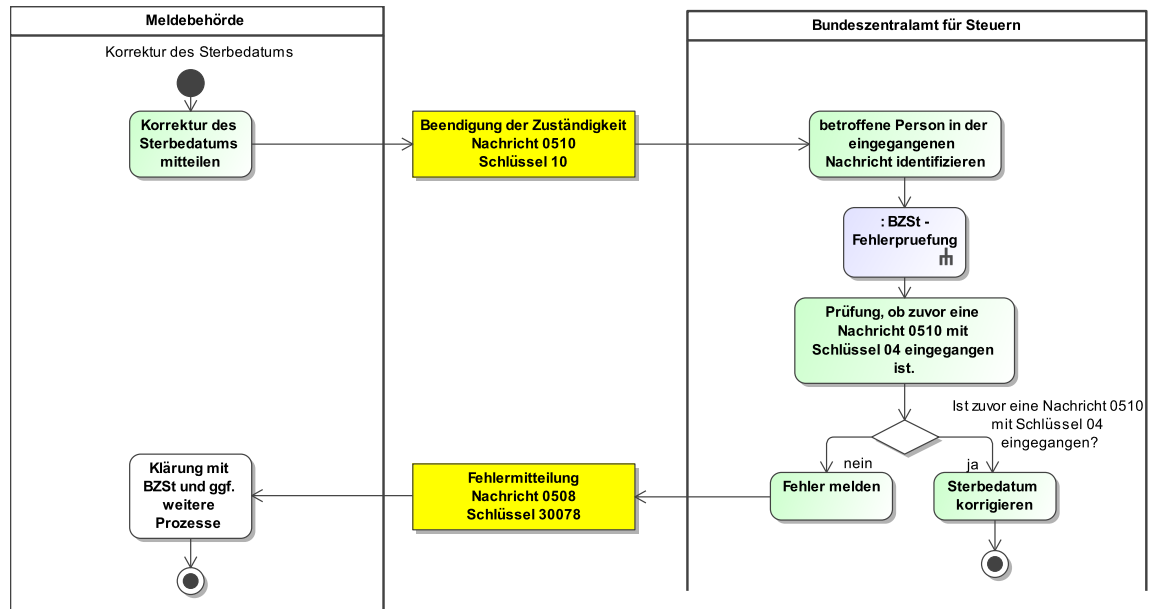 Meldebehörde
Bundeszentralamt für Steuern
Korrektur des Sterbedatums
Korrektur des
Sterbedatums
mitteilen
Beendigung der Zuständigkeit
Nachricht 0510
Schlüssel 10
betroffene Person in der
eingegangenen
Nachricht identifizieren
: BZSt -
Fehlerpruefung
Prüfung, ob zuvor eine
Nachricht 0510 mit
Schlüssel 04 eingegangen
ist.
Ist zuvor eine Nachricht 0510
mit Schlüssel 04
eingegangen?
nein
ja
Klärung mit
BZSt und ggf.
weitere
Prozesse
Fehlermitteilung
Nachricht 0508
Schlüssel 30078
Fehler melden
Sterbedatum
korrigieren